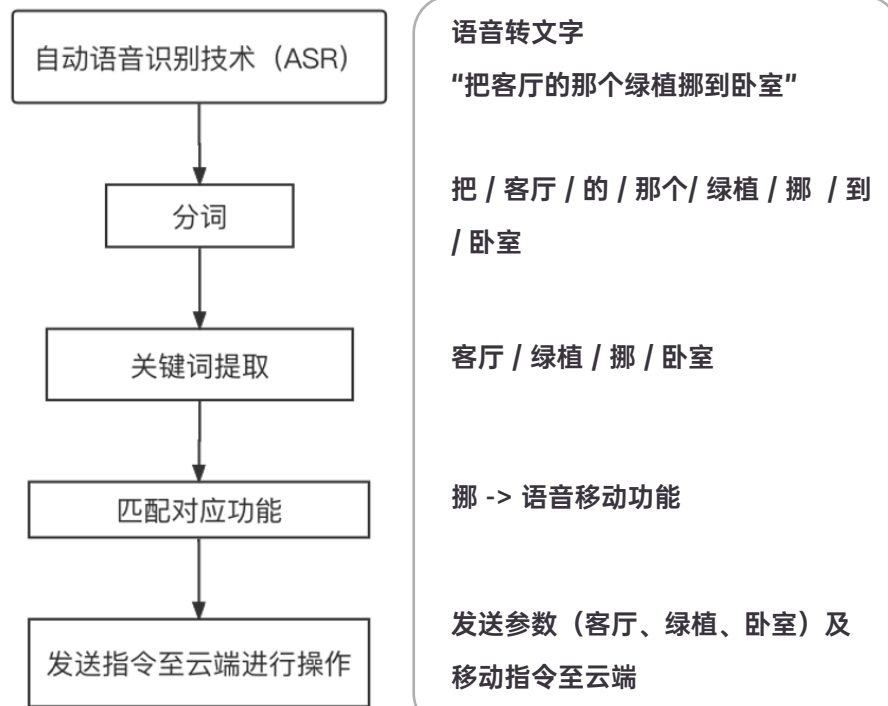 自动语音识别技术（ASR）
分词
关键词提取
匹配对应功能
发送指令至云端进行操作
语音转文字
“把客厅的那个绿植挪到卧室”
把 / 客厅 / 的 / 那个/ 绿植 / 挪 / 到
/ 卧室
客厅 / 绿植 / 挪 / 卧室
挪 -> 语音移动功能
发送参数（客厅、绿植、卧室）及
移动指令至云端